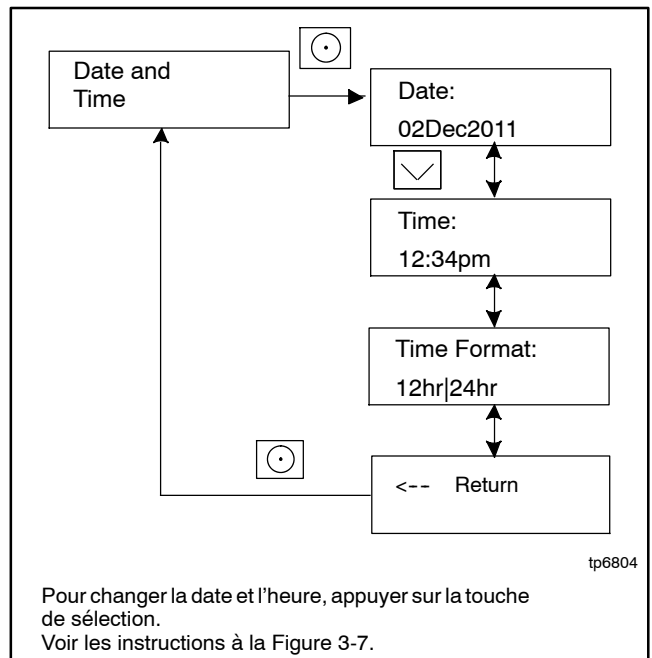 Date and
Time
Date:
02Dec2011
Time:
12:34pm
Time Format:
12hr|24hr
<-- Return
tp6804
Pour changer la date et l'heure, appuyer sur la touche
de sélection.
Voir les instructions à la Figure 3-7.